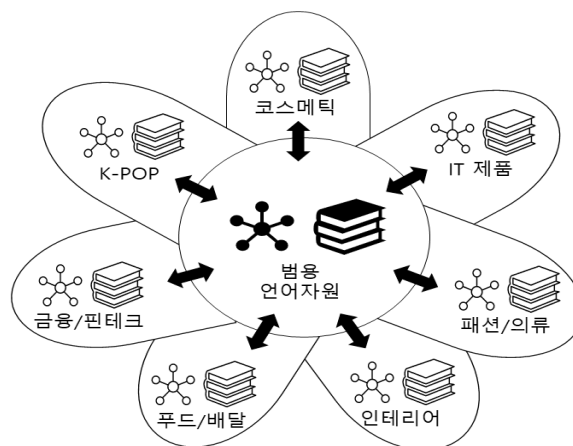 코스메틱
K-POP
IT 제품
범용
언어자원
금융/핀테크
패션/의류
푸드/배달
인테리어